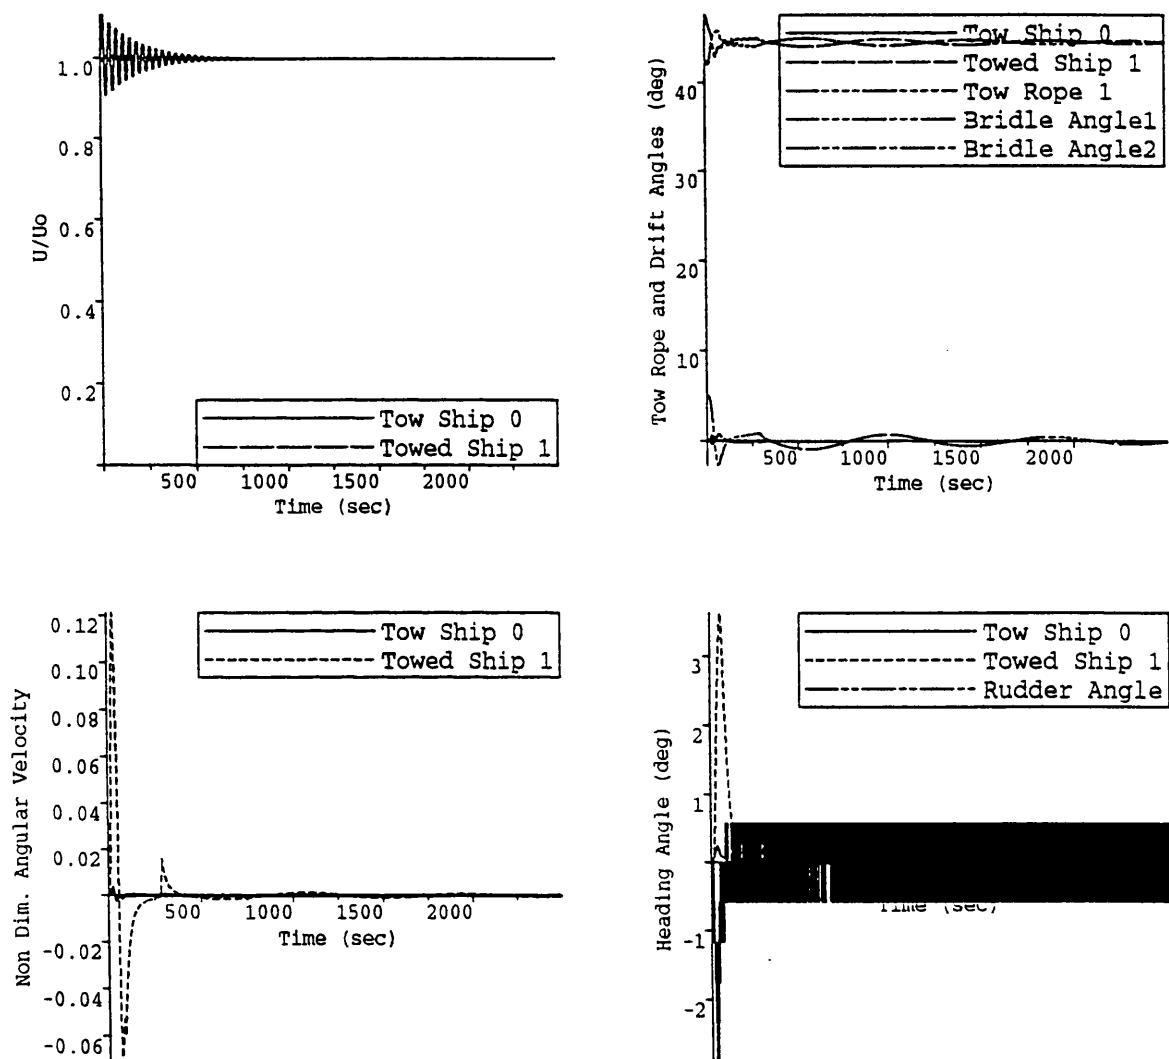 U/Uo
1.0
0.8
0.6
0.4
0.2
Tow Ship 0
Towed Ship 1
500 1000 1500 2000
Time (sec)
Tow Rope and Drift Angles (deg)
40
30
20
10
Tow Ship 0
Towed Ship 1
Tow Rope 1
Bridle Angle1
Bridle Angle2
500 1000 1500 2000
Time (sec)
Non Dim. Angular Velocity
0.12
0.10
0.08
0.06
0.04
0.02
-0.02
-0.04
-0.06
Tow Ship 0
Towed Ship 1
500 1000 1500 2000
Time (sec)
Heading Angle (deg)
3
2
1
-1
-2
Tow Ship 0
Towed Ship 1
Rudder Angle
Time (sec)